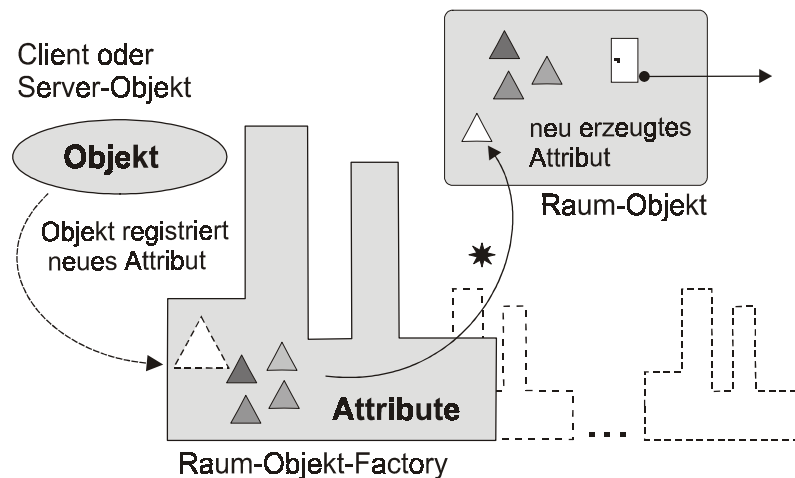 Client oder
Server-Objekt
Objekt
Objekt registriert
neues Attribut
neu erzeugtes
Attribut
Raum-Objekt
Attribute
Raum-Objekt-Factory